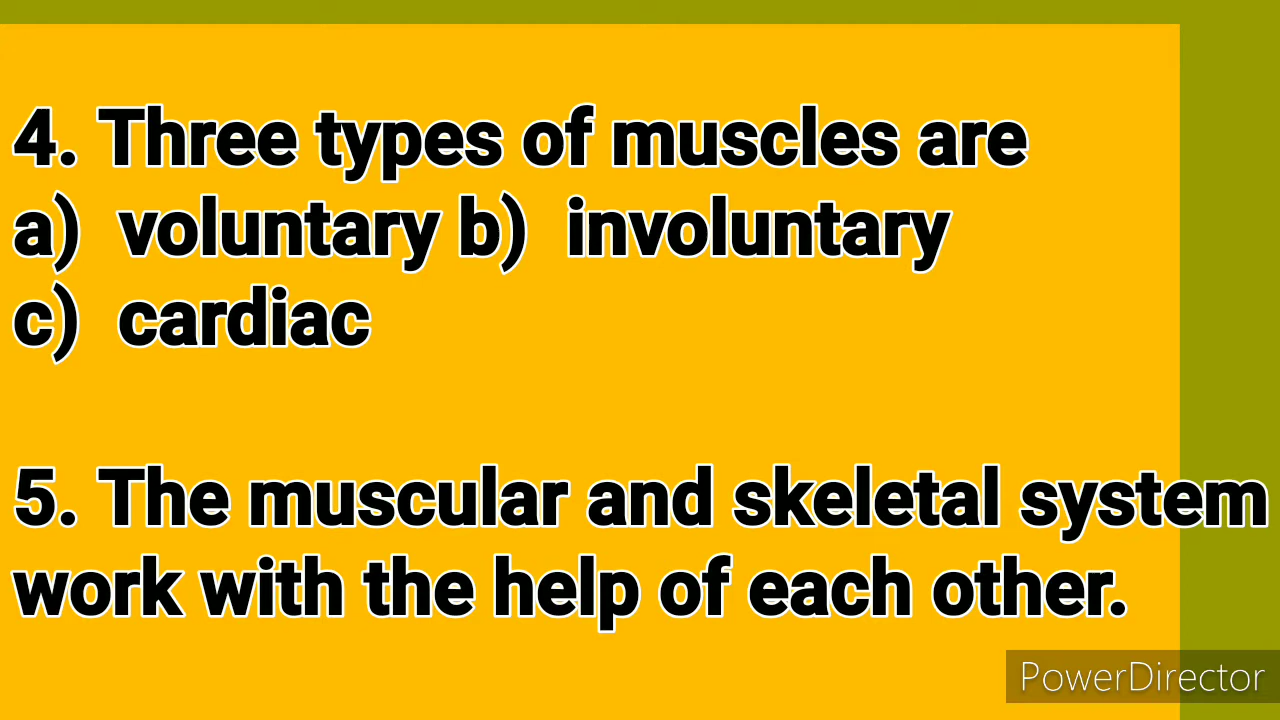 4. Three types of muscles are
a) voluntary b) involuntary
c) cardiac
5. The muscular and skeletal system
work with the help of each other.
PowerDirector